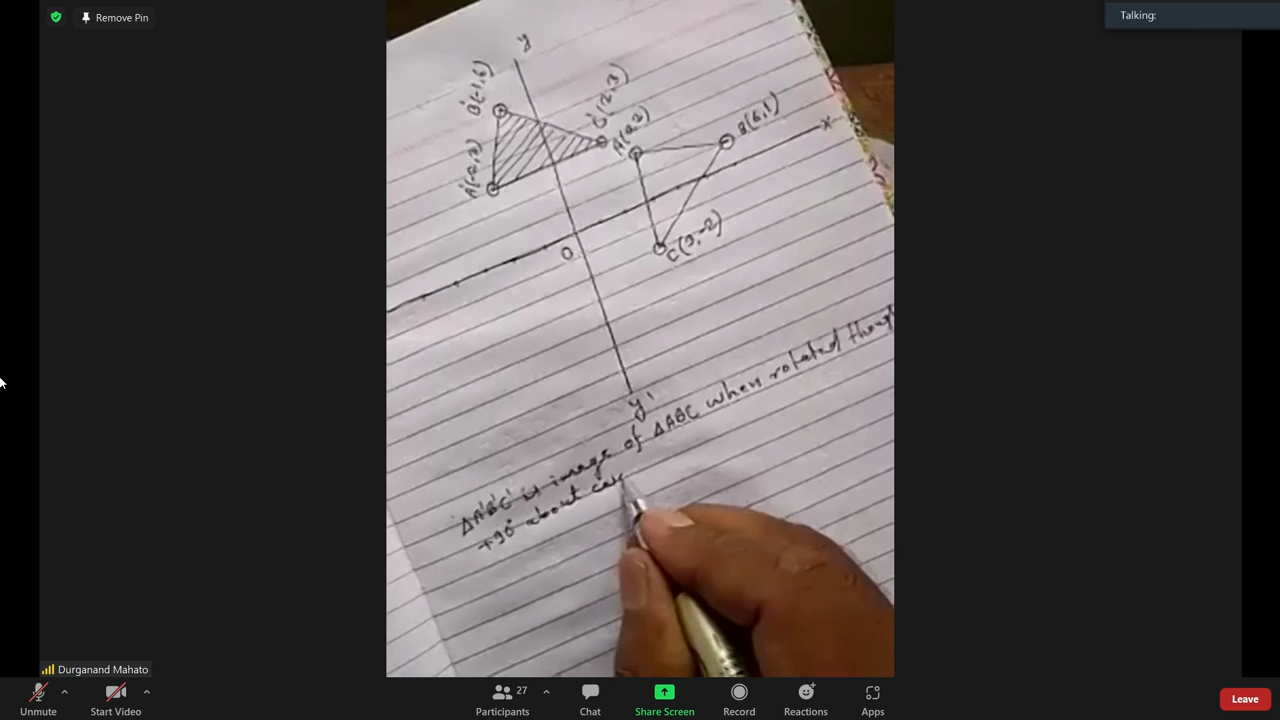 Remove Pin
Talking:
y
B'(-1,6)
C'(2,3)
A'(-2,2)
A(2,2)
B(6,1)
X
O
C(3,-2)
y'
ΔA'B'C' is image of ΔABC when rotated
+90° about
Durganand Mahato
Unmute
Start Video
27
Participants
Chat
Share Screen
Record
Reactions
Apps
Leave